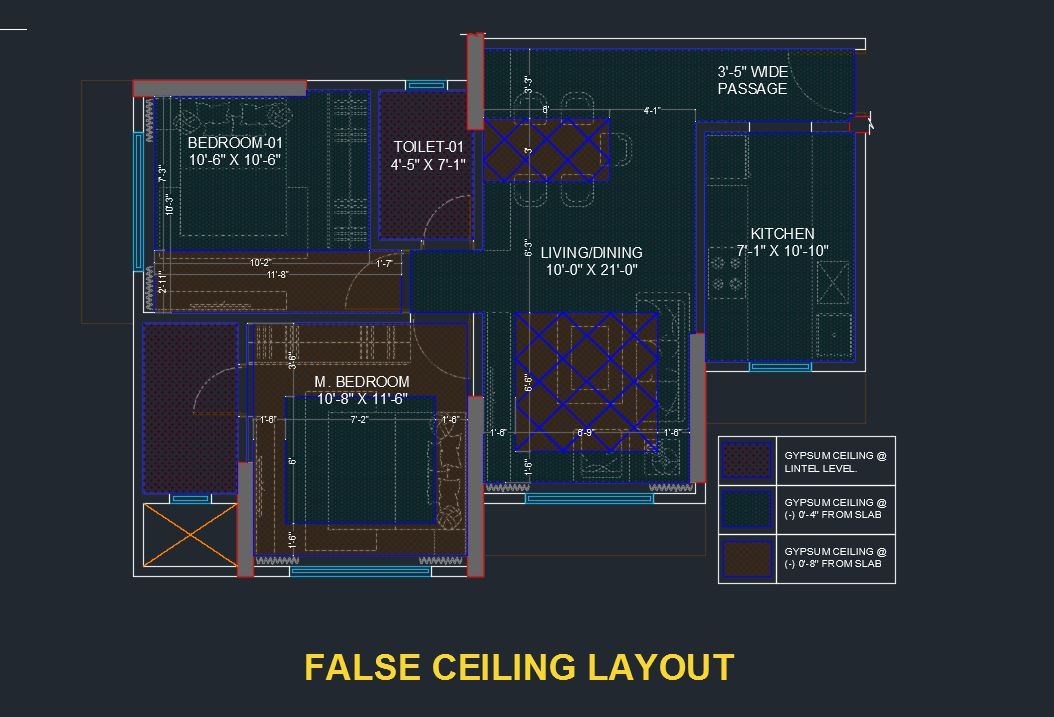 3'-5" WIDE
PASSAGE
3'-3"
6'
4'-1"
BEDROOM-01
10'-6" X 10'-6"
TOILET-01
4'-5" X 7'-1"
3'
7'-3"
10'-3"
KITCHEN
7'-1" X 10'-10"
6'-3"
LIVING/DINING
10'-0" X 21'-0"
10'-2"
1'-7"
11'-8"
2'-11"
3'-6"
M. BEDROOM
10'-8" X 11'-6"
6'-6"
1'-6"
7'-2"
1'-6"
1'-6"
6'-9"
1'-6"
6'
1'-6"
1'-6"
GYPSUM CEILING @
LINTEL LEVEL.
GYPSUM CEILING @
(-) 0'-4" FROM SLAB
GYPSUM CEILING @
(-) 0'-8" FROM SLAB
FALSE CEILING LAYOUT